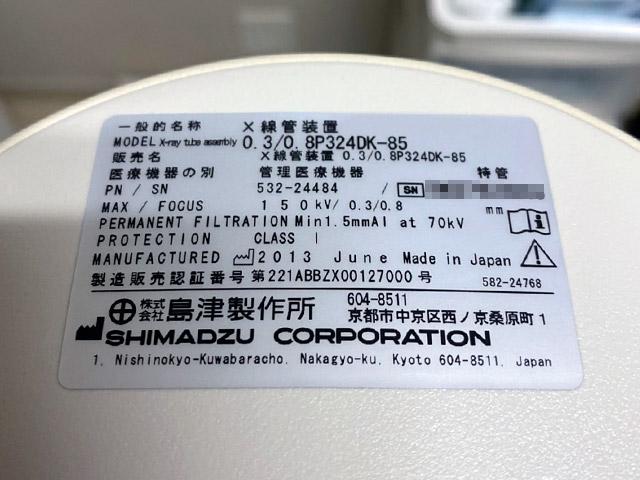 一般的名称 X線管装置
MODEL X-ray tube assembly 0.3/0.8P324DK-85
販売名 X線管装置 0.3/0.8P324DK-85
医療機器の別 管理医療機器 特管
PN / SN 532-24484 / SN
MAX / FOCUS 150kV/ 0.3/0.8 mm
PERMANENT FILTRATION Min1.5mmAl at 70kV
PROTECTION CLASS I
MANUFACTURED 2013 June Made in Japan
製造販売認証番号 第221ABBZX00127000号 582-24768
株式会社 島津製作所 604-8511
京都市中京区西ノ京桑原町1
SHIMADZU CORPORATION
1, Nishinokyo-Kuwabaracho, Nakagyo-ku, Kyoto 604-8511, Japan